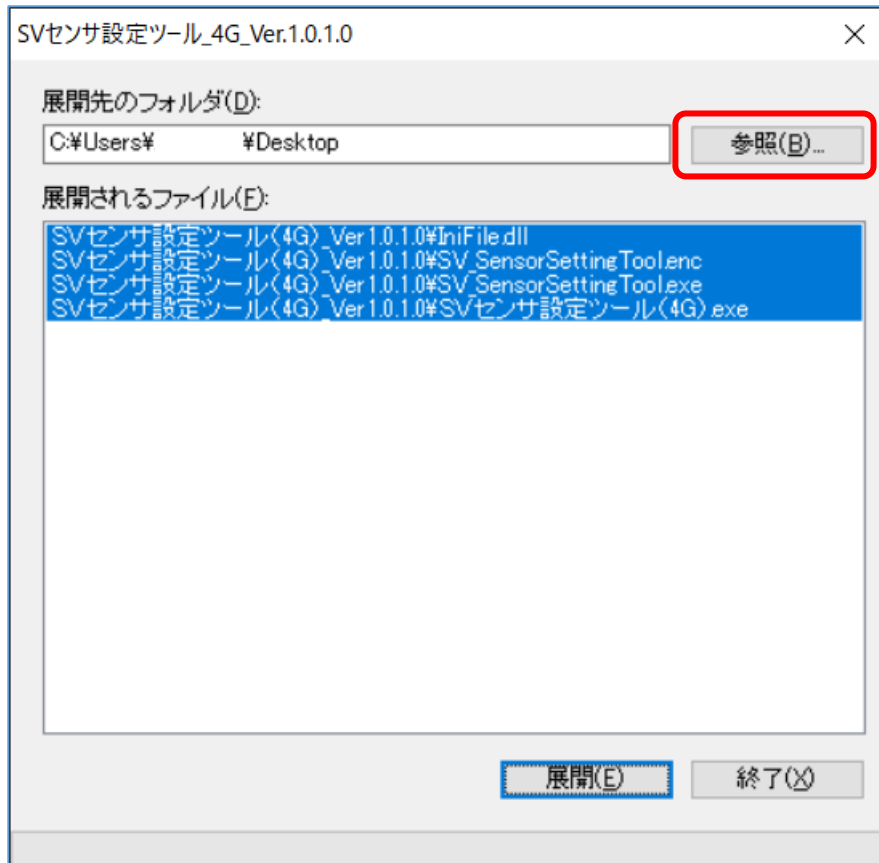 SVセンサ設定ツール_4G_Ver.1.0.1.0
展開先のフォルダ(D):
C:¥Users¥ ¥Desktop
参照(B)...
展開されるファイル(F):
SVセンサ設定ツール(4G)_Ver1.0.1.0¥IniFile.dll
SVセンサ設定ツール(4G)_Ver1.0.1.0¥SV_SensorSettingTool.enc
SVセンサ設定ツール(4G)_Ver1.0.1.0¥SV_SensorSettingTool.exe
SVセンサ設定ツール(4G)_Ver1.0.1.0¥SVセンサ設定ツール(4G).exe
展開(E)
終了(X)